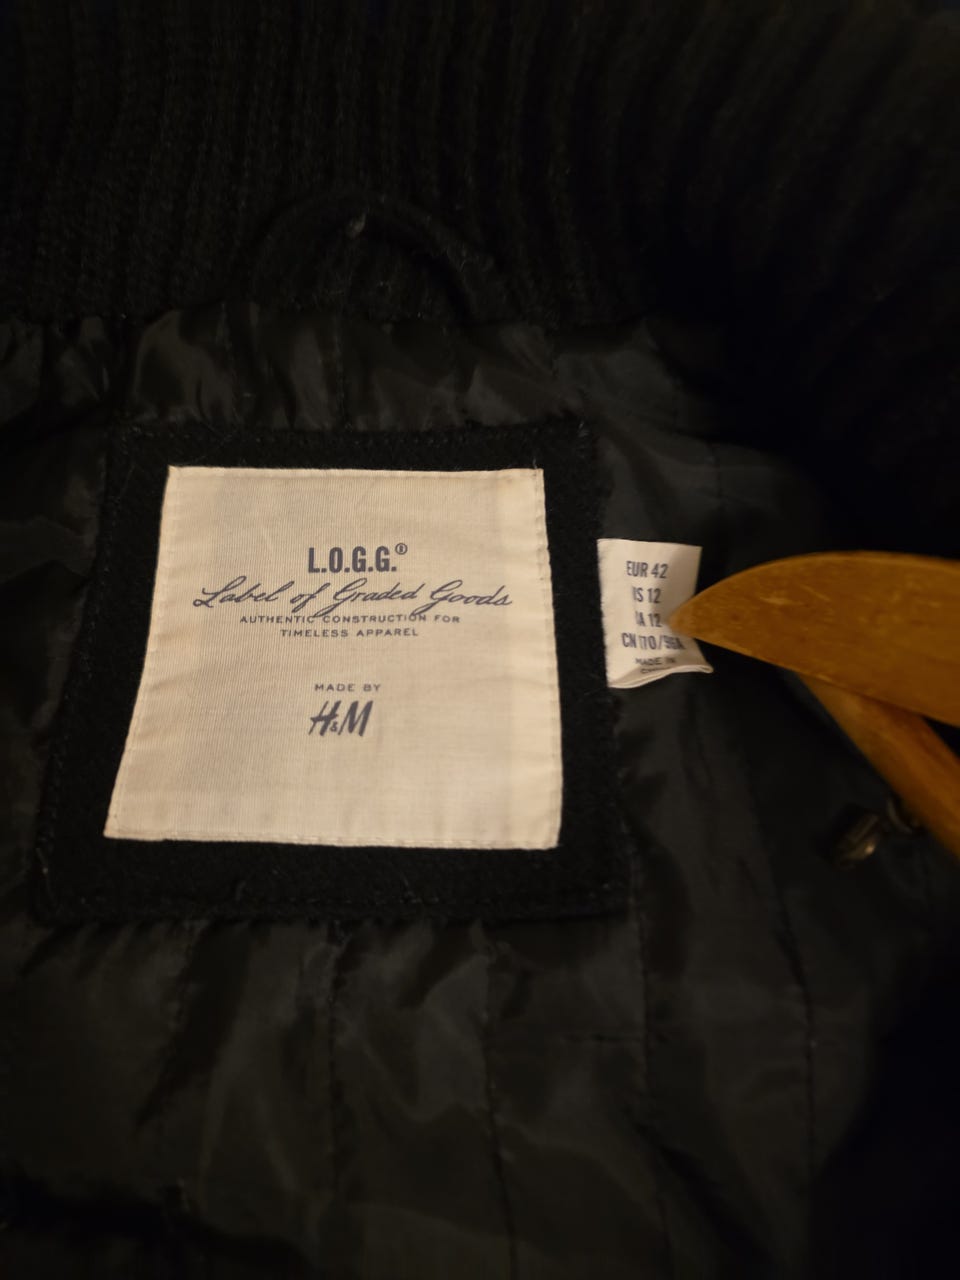 L.O.G.G.®
Label of Graded Goods
AUTHENTIC CONSTRUCTION FOR
TIMELESS APPAREL
MADE BY
H&M
EUR 42
US 12
CA 12
CN 170/96A
MADE IN